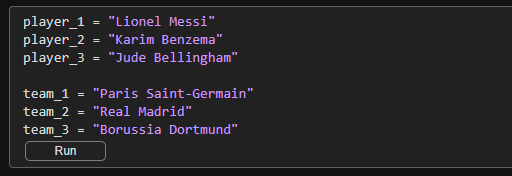 player_1 = "Lionel Messi"
player_2 = "Karim Benzema"
player_3 = "Jude Bellingham"
team_1 = "Paris Saint-Germain"
team_2 = "Real Madrid"
team_3 = "Borussia Dortmund"
Run